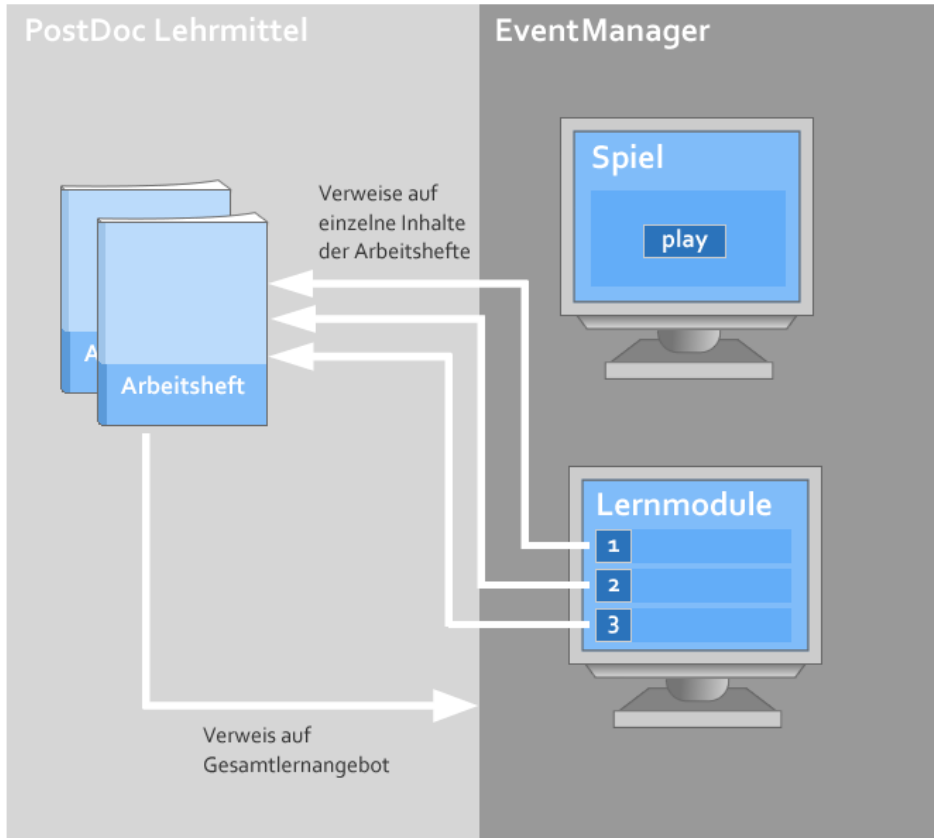 PostDoc Lehrmittel
EventManager
Spiel
play
Verweise auf
einzelne Inhalte
der Arbeitshefte
A
Arbeitsheft
Lernmodule
1
2
3
Verweis auf
Gesamtlernangebot